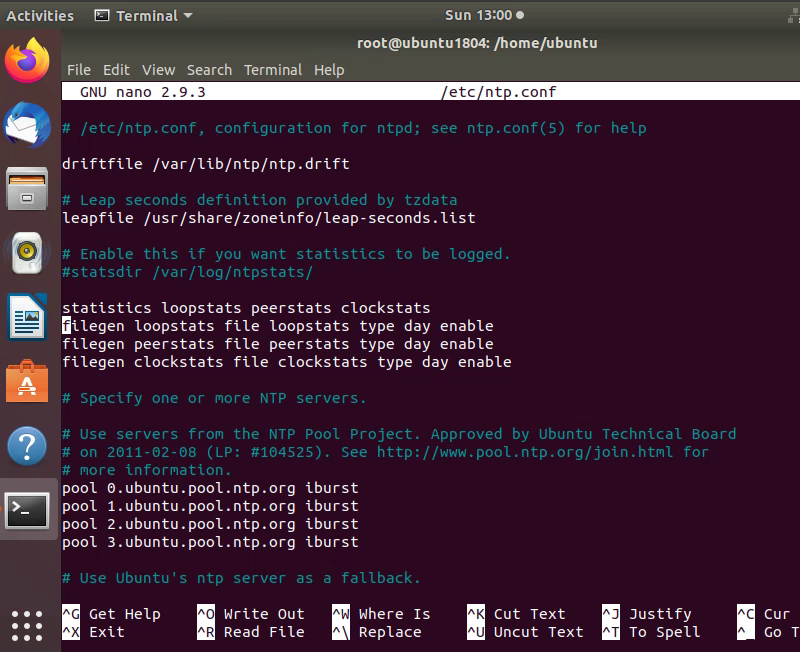 Activities Terminal Sun 13:00
root@ubuntu1804: /home/ubuntu
File Edit View Search Terminal Help
GNU nano 2.9.3 /etc/ntp.conf
# /etc/ntp.conf, configuration for ntpd; see ntp.conf(5) for help
driftfile /var/lib/ntp/ntp.drift
# Leap seconds definition provided by tzdata
leapfile /usr/share/zoneinfo/leap-seconds.list
# Enable this if you want statistics to be logged.
#statsdir /var/log/ntpstats/
statistics loopstats peerstats clockstats
filegen loopstats file loopstats type day enable
filegen peerstats file peerstats type day enable
filegen clockstats file clockstats type day enable
# Specify one or more NTP servers.
# Use servers from the NTP Pool Project. Approved by Ubuntu Technical Board
# on 2011-02-08 (LP: #104525). See http://www.pool.ntp.org/join.html for
# more information.
pool 0.ubuntu.pool.ntp.org iburst
pool 1.ubuntu.pool.ntp.org iburst
pool 2.ubuntu.pool.ntp.org iburst
pool 3.ubuntu.pool.ntp.org iburst
# Use Ubuntu's ntp server as a fallback.
^G Get Help ^O Write Out ^W Where Is ^K Cut Text ^J Justify ^C Cur
^X Exit ^R Read File ^\ Replace ^U Uncut Text ^T To Spell ^_ Go T